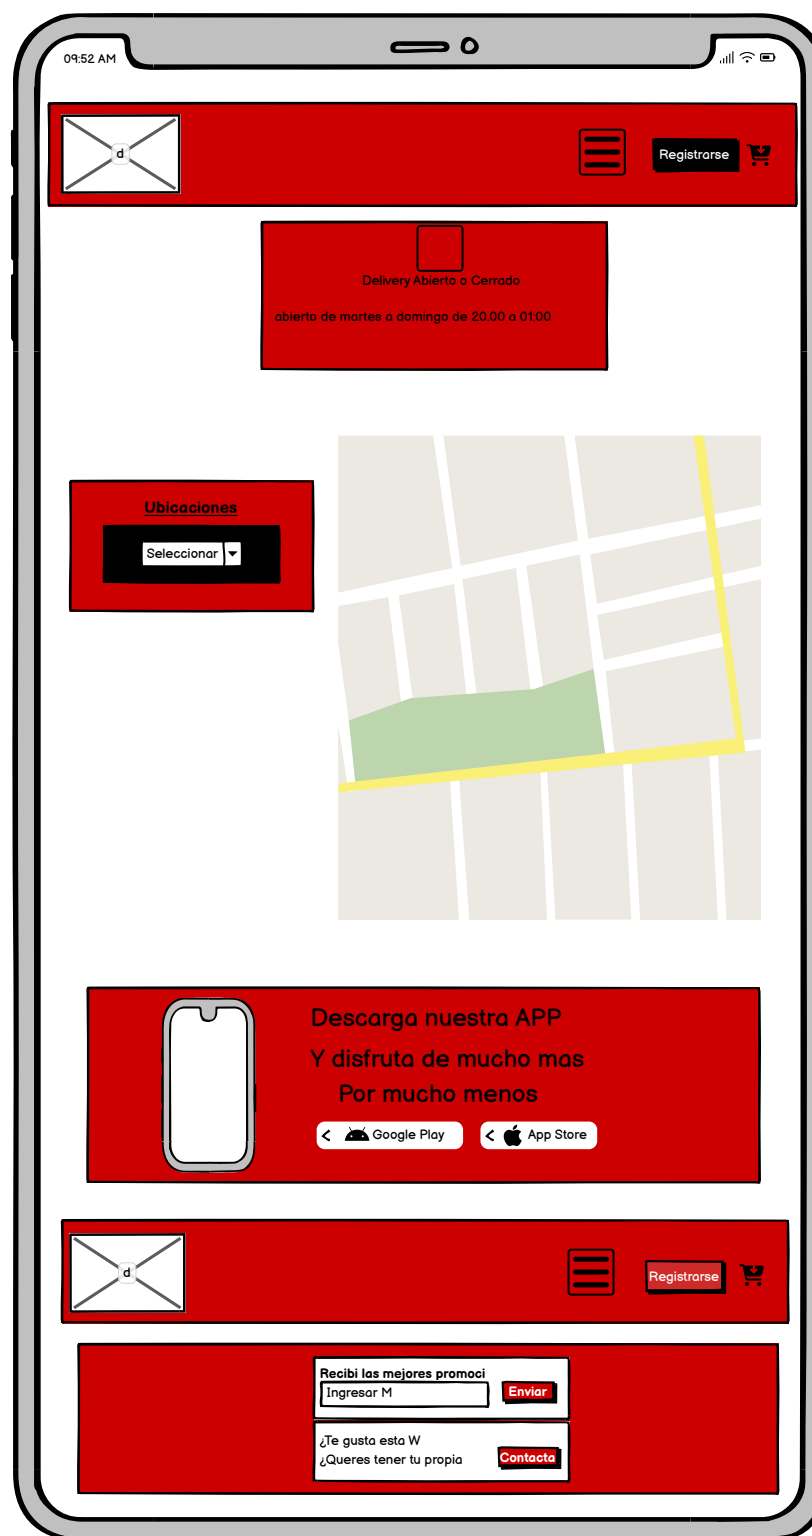 09:52 AM
d
Registrarse
Delivery Abierto o Cerrado
abierto de martes a domingo de 20.00 a 01:00
Ubicaciones
Seleccionar
Descarga nuestra APP
Y disfruta de mucho mas
Por mucho menos
Google Play
App Store
d
Registrarse
Recibi las mejores promoci
Ingresar M
Enviar
¿Te gusta esta W
¿Queres tener tu propia
Contacta